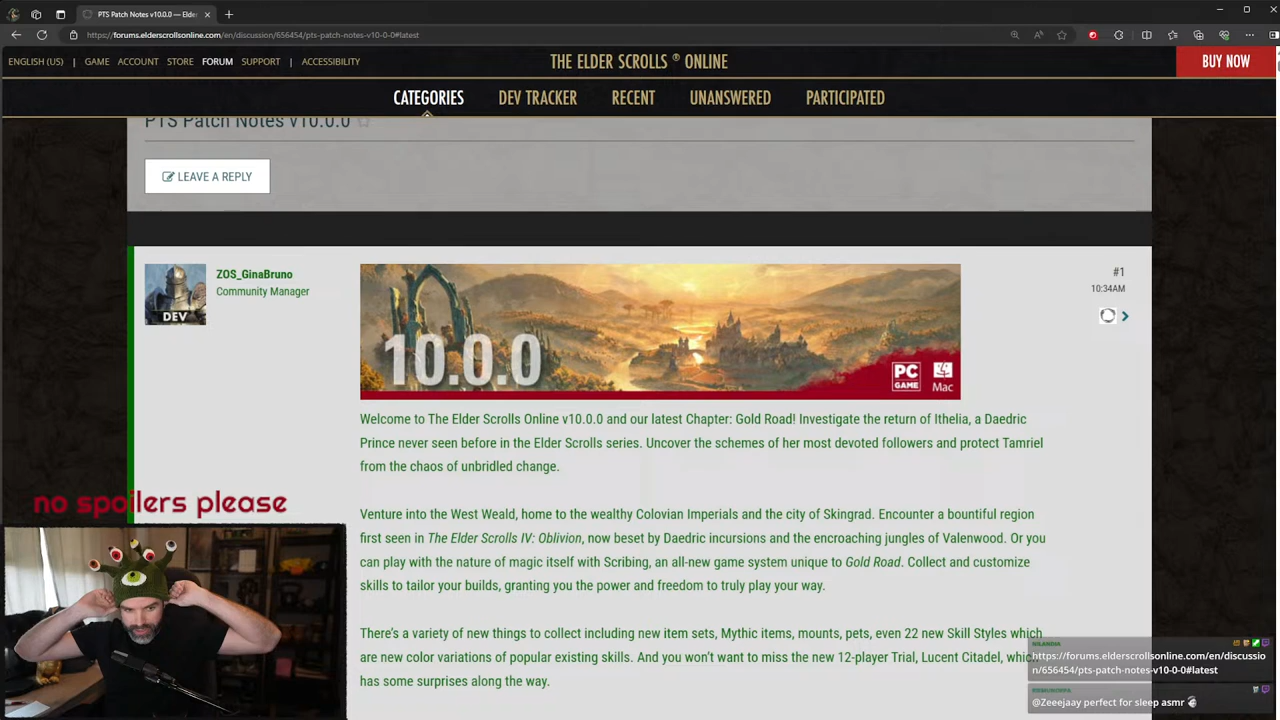 PTS Patch Notes v10.0.0 — Elder
https://forums.elderscrollsonline.com/en/discussion/656454/pts-patch-notes-v10-0-0#latest
ENGLISH (US) | GAME ACCOUNT STORE FORUM SUPPORT | ACCESSIBILITY
THE ELDER SCROLLS ® ONLINE
BUY NOW
CATEGORIES DEV TRACKER RECENT UNANSWERED PARTICIPATED
PTS Patch Notes v10.0.0
LEAVE A REPLY
ZOS_GinaBruno
Community Manager
DEV
10.0.0
PC GAME
Mac
#1
10:34AM
Welcome to The Elder Scrolls Online v10.0.0 and our latest Chapter: Gold Road! Investigate the return of Ithelia, a Daedric
Prince never seen before in the Elder Scrolls series. Uncover the schemes of her most devoted followers and protect Tamriel
from the chaos of unbridled change.
Venture into the West Weald, home to the wealthy Colovian Imperials and the city of Skingrad. Encounter a bountiful region
first seen in The Elder Scrolls IV: Oblivion, now beset by Daedric incursions and the encroaching jungles of Valenwood. Or you
can play with the nature of magic itself with Scribing, an all-new game system unique to Gold Road. Collect and customize
skills to tailor your builds, granting you the power and freedom to truly play your way.
There's a variety of new things to collect including new item sets, Mythic items, mounts, pets, even 22 new Skill Styles which
are new color variations of popular existing skills. And you won't want to miss the new 12-player Trial, Lucent Citadel, which
has some surprises along the way.
no spoilers please
https://forums.elderscrollsonline.com/en/discussio
n/656454/pts-patch-notes-v10-0-0#latest
@Zeeejaay perfect for sleep asmr